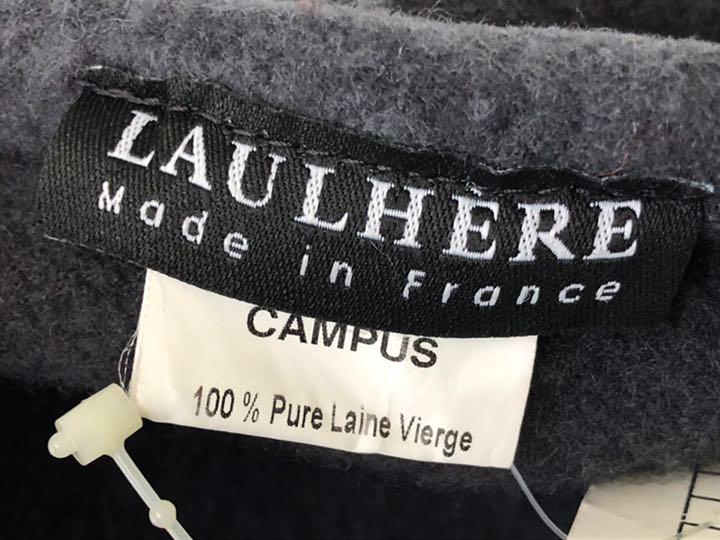 LAULHERE
Made in France
CAMPUS
100 % Pure Laine Vierge